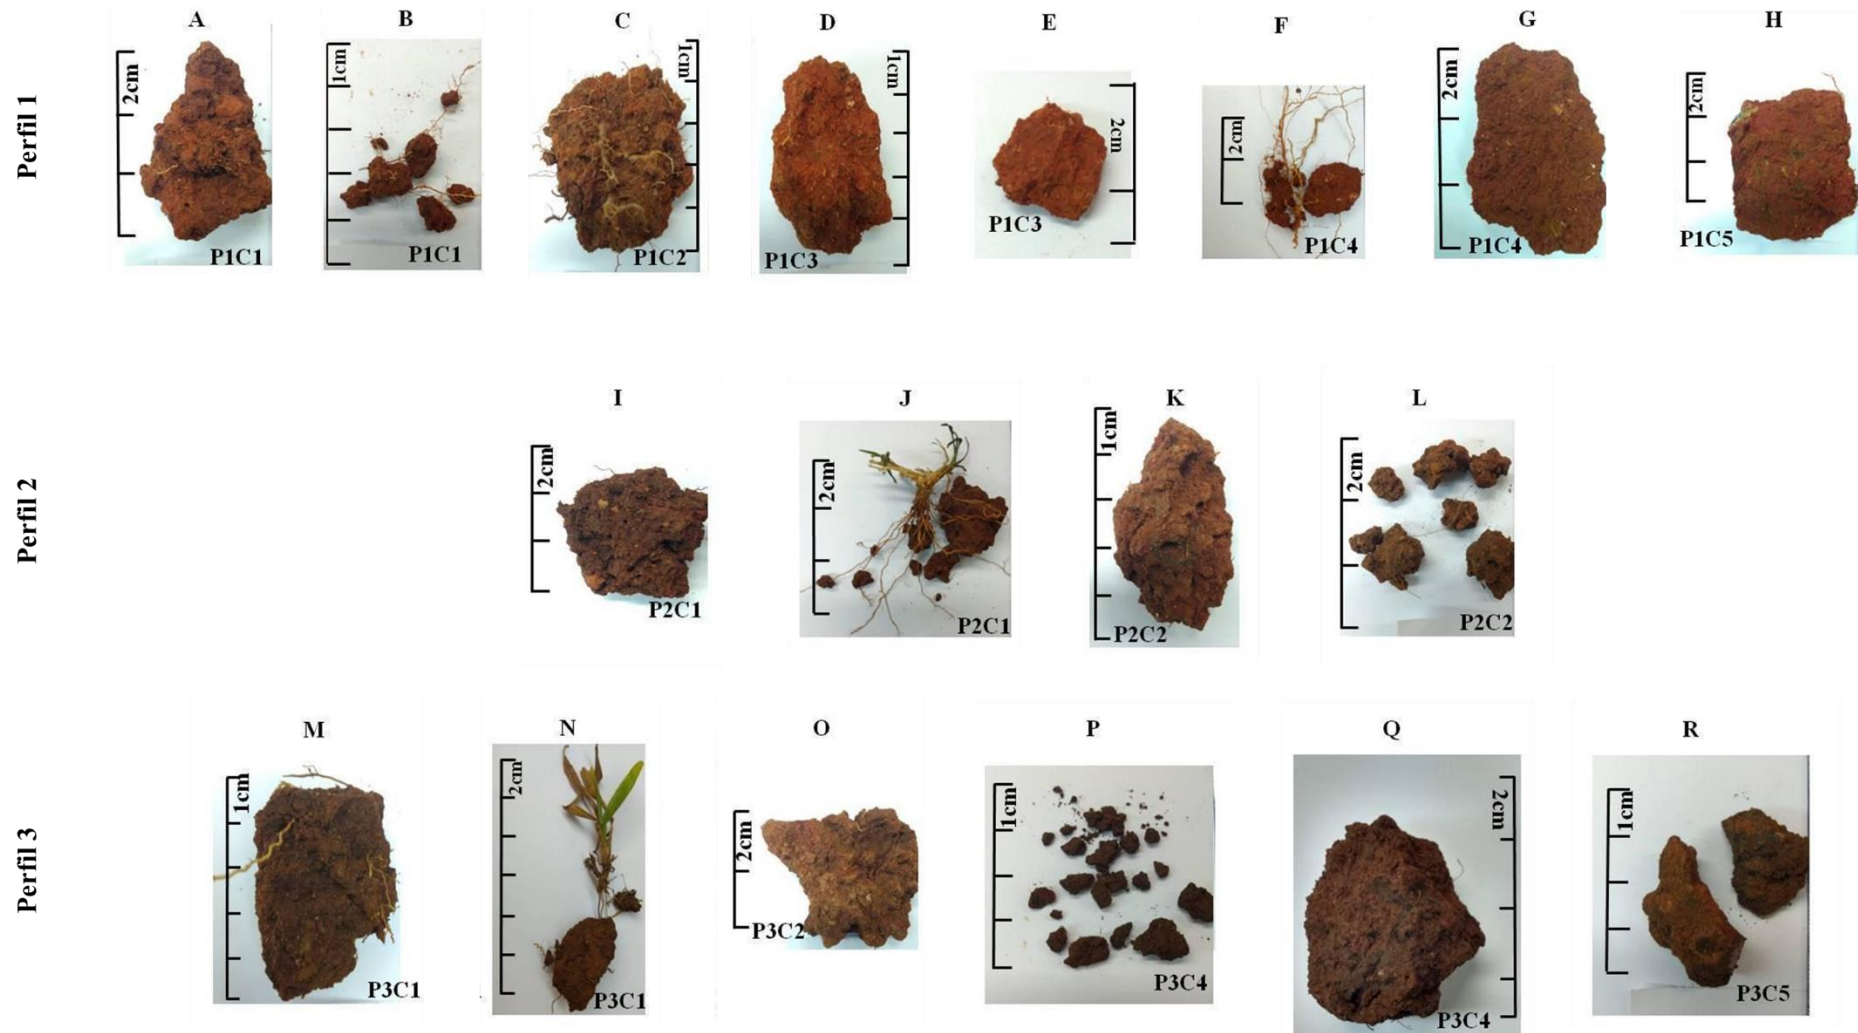 Perfil 1
A
B
C
D
E
F
G
H
2cm
1cm
1cm
1cm
2cm
2cm
2cm
2cm
P1C1
P1C1
P1C2
P1C3
P1C3
P1C4
P1C4
P1C5
Perfil 2
I
J
K
L
2cm
2cm
1cm
2cm
P2C1
P2C1
P2C2
P2C2
Perfil 3
M
N
O
P
Q
R
1cm
2cm
2cm
1cm
2cm
1cm
P3C1
P3C1
P3C2
P3C4
P3C4
P3C5